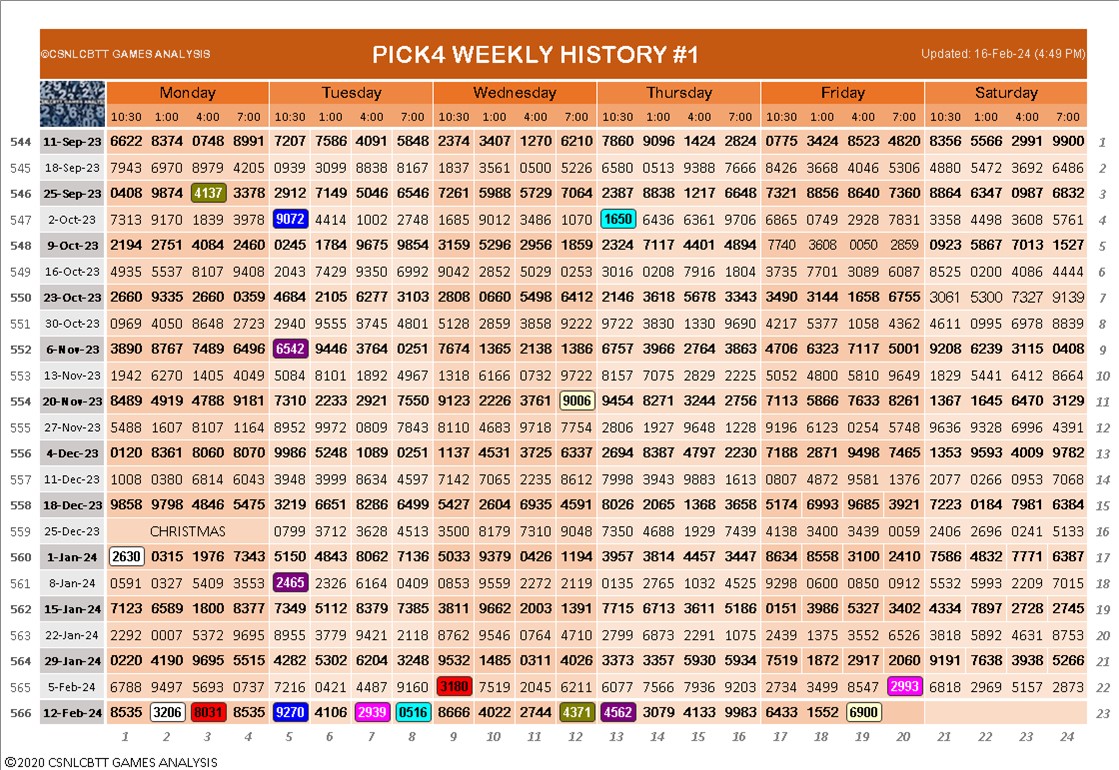 ©CSNLCBTT GAMES ANALYSIS PICK4 WEEKLY HISTORY #1 Updated: 16-Feb-24 (4:49 PM)
Monday Tuesday Wednesday Thursday Friday Saturday
10:30 1:00 4:00 7:00 10:30 1:00 4:00 7:00 10:30 1:00 4:00 7:00 10:30 1:00 4:00 7:00 10:30 1:00 4:00 7:00 10:30 1:00 4:00 7:00
544 11-Sep-23 6622 8374 0748 8991 7207 7586 4091 5848 2374 3407 1270 6210 7860 9096 1424 2824 0775 3424 8523 4820 8356 5566 2991 9900 1
545 18-Sep-23 7943 6970 8979 4205 0939 3099 8838 8167 1837 3561 0500 5226 6580 0513 9388 7666 8426 3668 4046 5306 4880 5472 3692 6486 2
546 25-Sep-23 0408 9874 4137 3378 2912 7149 5046 6546 7261 5988 5729 7064 2387 8838 1217 6648 7321 8856 8640 7560 8864 6347 0987 6832 3
547 2-Oct-23 7313 9170 1839 3978 9072 4414 1002 2748 1685 9012 3486 1070 1650 6436 6361 9706 6865 0749 2928 7831 3358 4498 3608 5761 4
548 9-Oct-23 2194 2751 4084 2460 0245 1784 9675 9854 3159 5296 2956 1859 2324 7117 4401 4894 7740 3608 0050 2859 0923 5867 7013 1527 5
549 16-Oct-23 4935 5537 8107 9408 2043 7429 9350 6992 9042 2852 5029 0253 3016 0208 7916 1804 3735 7701 3089 6087 8525 0200 4086 4444 6
550 23-Oct-23 2660 9335 2660 0359 4684 2105 6277 3103 2808 0660 5498 6412 2146 3618 5678 3343 3490 3144 1658 6755 3061 5300 7327 9139 7
551 30-Oct-23 0969 4050 8648 2723 2940 9555 3745 4801 5128 2859 3858 9222 9722 3830 1330 9690 4217 5377 1058 4362 4611 0995 6978 8839 8
552 6-Nov-23 3890 8767 7489 6496 6542 9446 3764 0251 7674 1365 2138 1386 6757 3966 2764 3863 4706 6323 7117 5001 9208 6239 3115 0408 9
553 13-Nov-23 1942 6270 1405 4049 5084 8101 1892 4967 1318 6166 0732 9722 8157 7075 2829 2225 5052 4800 5810 9649 1829 5441 6412 8664 10
554 20-Nov-23 8489 4919 4788 9181 7310 2233 2921 7550 9123 2226 3761 9006 9454 8271 3244 2756 7113 5866 7633 8261 1367 1645 6470 3129 11
555 27-Nov-23 5488 1607 8107 1164 8952 9972 0809 7843 8110 4683 9718 7754 2806 1927 9648 1228 9196 6123 0254 5748 9636 9328 6996 4391 12
556 4-Dec-23 0120 8361 8060 8070 9986 5248 1089 0251 1137 4531 3725 6337 2694 8387 4797 2230 7188 2871 9498 7465 1353 9593 4009 9782 13
557 11-Dec-23 1008 0380 6814 6043 3948 3999 8634 4597 7142 7065 2235 8612 7998 3943 9883 1613 0807 4872 9581 1376 2077 0266 0953 7068 14
558 18-Dec-23 9858 9798 4846 5475 3219 6651 8286 6499 5427 2604 6935 4591 8026 2065 1368 3658 5174 6993 9685 3921 7223 0184 7981 6384 15
559 25-Dec-23 CHRISTMAS 0799 3712 3628 4513 3500 8179 7310 9048 7350 4688 1929 7439 4138 3400 3439 0059 2406 2696 0241 5133 16
560 1-Jan-24 2630 0315 1976 7343 5150 4843 8062 7136 5033 9379 0426 1194 3957 3814 4457 3447 8634 8558 3100 2410 7586 4832 7771 6387 17
561 8-Jan-24 0591 0327 5409 3553 2465 2326 6164 0409 0853 9559 2272 2119 0135 2765 1032 4525 9298 0600 0850 0912 5532 5993 2209 7015 18
562 15-Jan-24 7123 6589 1800 8377 7349 5112 8379 7385 3811 9662 2003 1391 7715 6713 3611 5186 0151 3986 5327 3402 4334 7897 2728 2745 19
563 22-Jan-24 2292 0007 5372 9695 8955 3779 9421 2118 8762 9546 0764 4710 2799 6873 2291 1075 2439 1375 3552 6526 3818 5892 4631 8753 20
564 29-Jan-24 0220 4190 9695 5515 4282 5302 6204 3248 9532 1485 0311 4026 3373 3357 5930 5934 7519 1872 2917 2060 9191 7638 3938 5266 21
565 5-Feb-24 6788 9497 5693 0737 7216 0421 4487 9160 3180 7519 2045 6211 6077 7566 7936 9203 2734 3499 8547 2993 6818 2969 5157 2873 22
566 12-Feb-24 8535 3206 8031 8535 9270 4106 2939 0516 8666 4022 2744 4371 4562 3079 4133 9983 6433 1552 6900 23
1 2 3 4 5 6 7 8 9 10 11 12 13 14 15 16 17 18 19 20 21 22 23 24
©2020 CSNLCBTT GAMES ANALYSIS